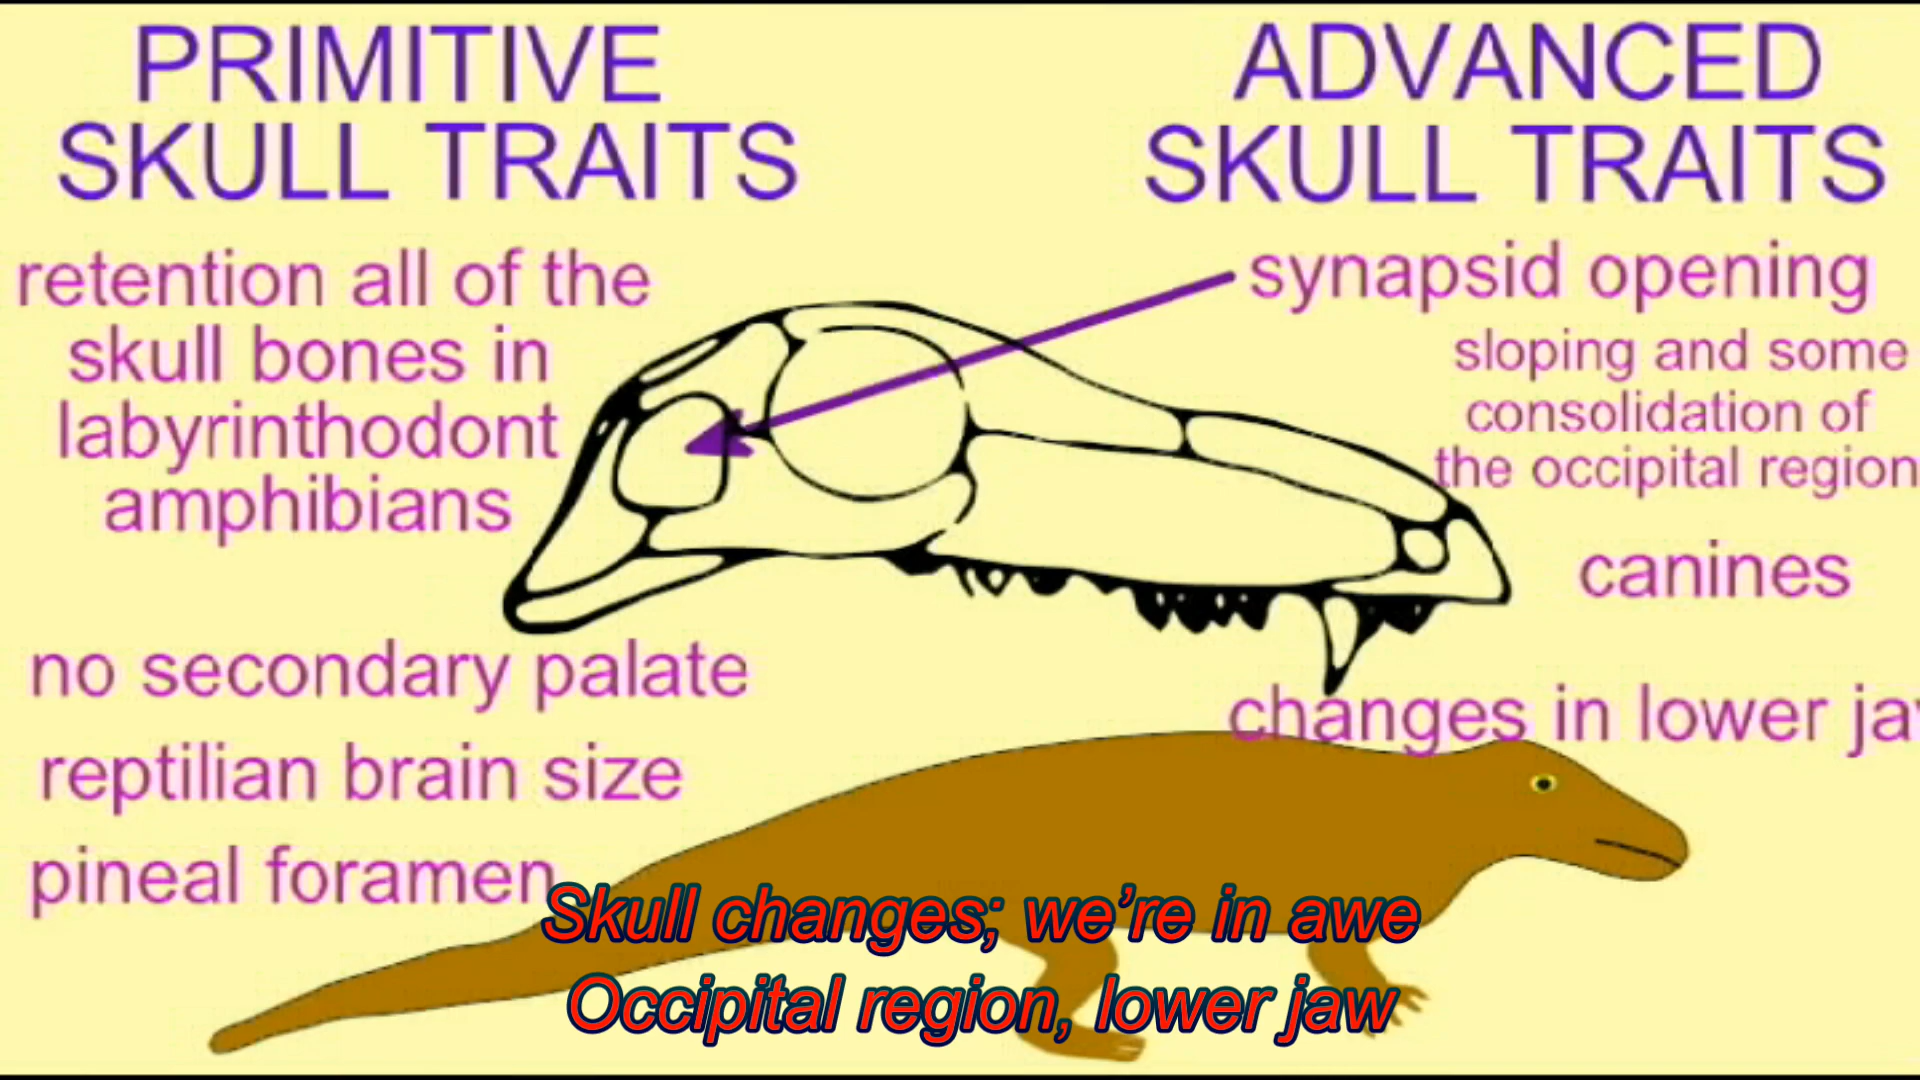 PRIMITIVE
SKULL TRAITS
retention all of the
skull bones in
labyrinthodont
amphibians
no secondary palate
reptilian brain size
pineal foramen
ADVANCED
SKULL TRAITS
synapsid opening
sloping and some
consolidation of
the occipital region
canines
changes in lower
Skull changes; we're in awe
Occipital region, lower jaw